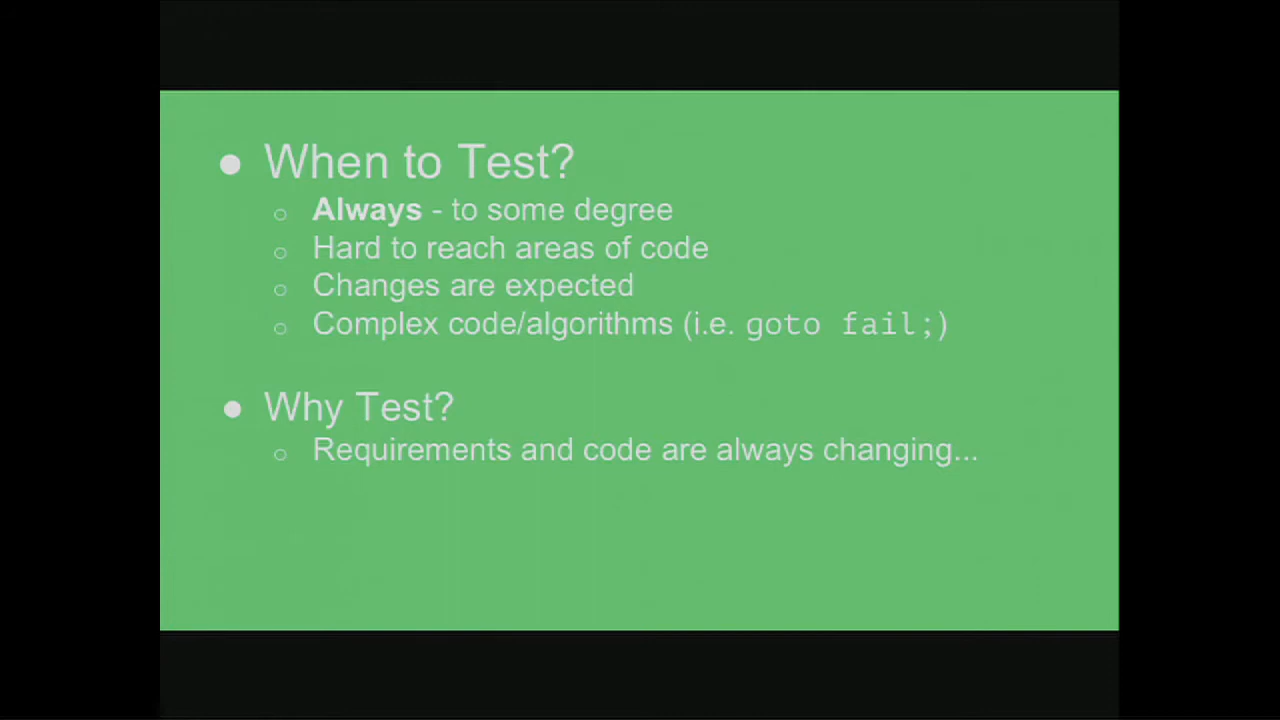 ● When to Test?
○ Always - to some degree
○ Hard to reach areas of code
○ Changes are expected
○ Complex code/algorithms (i.e. goto fail;)
● Why Test?
○ Requirements and code are always changing...